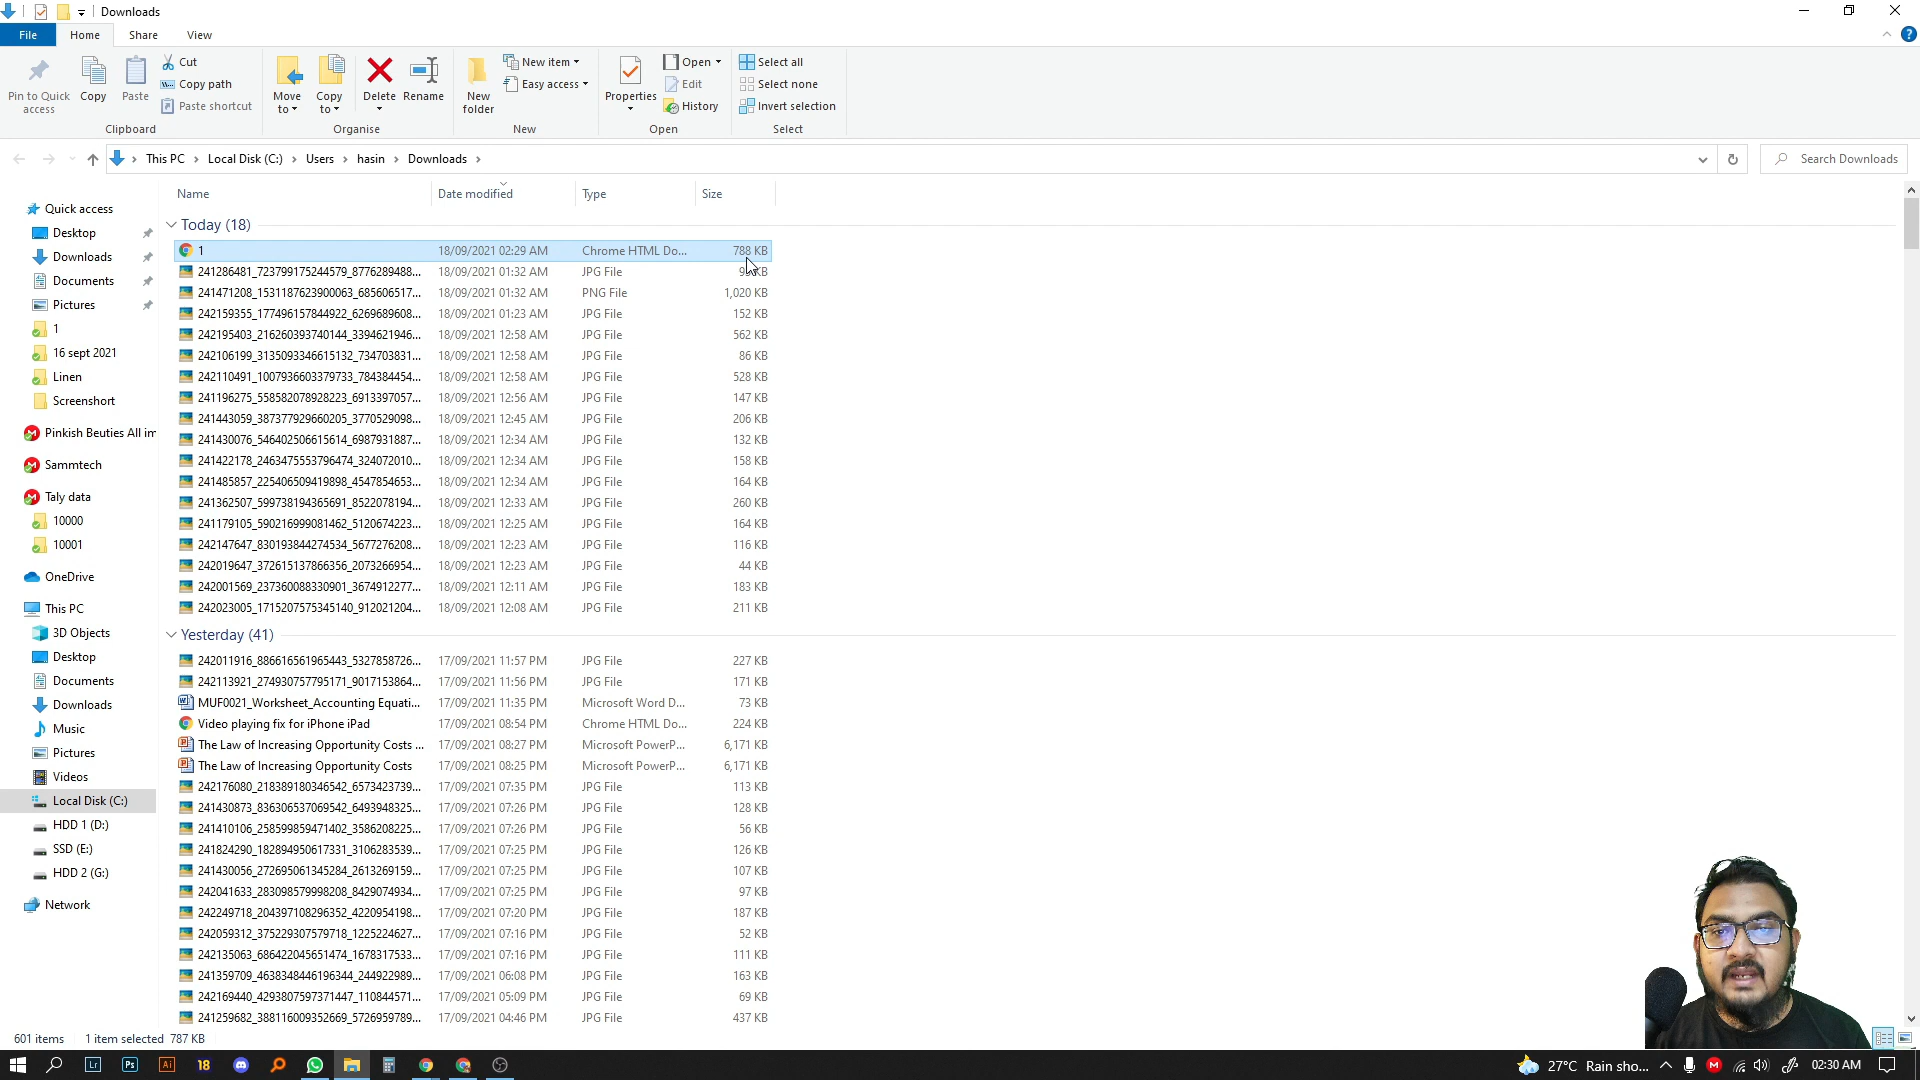 Downloads
File Home Share View
Pin to Quick access
Copy
Paste
Cut
Copy path
Paste shortcut
Clipboard
Move to
Copy to
Delete
Rename
Organise
New folder
New item
Easy access
New
Properties
Open
Edit
History
Open
Select all
Select none
Invert selection
Select
This PC › Local Disk (C:) › Users › hasin › Downloads ›
Search Downloads
Quick access
Desktop
Downloads
Documents
Pictures
1
16 sept 2021
Linen
Screenshort
Pinkish Beuties All im
Sammtech
Taly data
10000
10001
OneDrive
This PC
3D Objects
Desktop
Documents
Downloads
Music
Pictures
Videos
Local Disk (C:)
HDD 1 (D:)
SSD (E:)
HDD 2 (G:)
Network
Name Date modified Type Size
Today (18)
1 18/09/2021 02:29 AM Chrome HTML Do... 788 KB
241286481_723799175244579_8776289488... 18/09/2021 01:32 AM JPG File KB
241471208_1531187623900063_685606517... 18/09/2021 01:32 AM PNG File 1,020 KB
242159355_177496157844922_6269689608... 18/09/2021 01:23 AM JPG File 152 KB
242195403_216260393740144_3394621946... 18/09/2021 12:58 AM JPG File 562 KB
242106199_3135093346615132_734703831... 18/09/2021 12:58 AM JPG File 86 KB
242110491_1007936603379733_784384454... 18/09/2021 12:58 AM JPG File 528 KB
241196275_558582078928223_6913397057... 18/09/2021 12:56 AM JPG File 147 KB
241443059_387377929660205_3770529098... 18/09/2021 12:45 AM JPG File 206 KB
241430076_546402506615614_6987931887... 18/09/2021 12:34 AM JPG File 132 KB
241422178_2463475553796474_324072010... 18/09/2021 12:34 AM JPG File 158 KB
241485857_225406509419898_4547854653... 18/09/2021 12:34 AM JPG File 164 KB
241362507_599738194365691_8522078194... 18/09/2021 12:33 AM JPG File 260 KB
241179105_590216999081462_5120674223... 18/09/2021 12:25 AM JPG File 164 KB
242147647_830193844274534_5677276208... 18/09/2021 12:23 AM JPG File 116 KB
242019647_372615137866356_2073266954... 18/09/2021 12:23 AM JPG File 44 KB
242001569_237360088330901_3674912277... 18/09/2021 12:11 AM JPG File 183 KB
242023005_1715207575345140_912021204... 18/09/2021 12:08 AM JPG File 211 KB
Yesterday (41)
242011916_886616561965443_5327858726... 17/09/2021 11:57 PM JPG File 227 KB
242113921_274930757795171_9017153864... 17/09/2021 11:56 PM JPG File 171 KB
MUF0021_Worksheet_Accounting Equati... 17/09/2021 11:35 PM Microsoft Word D... 73 KB
Video playing fix for iPhone iPad 17/09/2021 08:54 PM Chrome HTML Do... 224 KB
The Law of Increasing Opportunity Costs ... 17/09/2021 08:27 PM Microsoft PowerP... 6,171 KB
The Law of Increasing Opportunity Costs 17/09/2021 08:25 PM Microsoft PowerP... 6,171 KB
242176080_218389180346542_6573423739... 17/09/2021 07:35 PM JPG File 113 KB
241430873_836306537069542_6493948325... 17/09/2021 07:26 PM JPG File 128 KB
241410106_258599859471402_3586208225... 17/09/2021 07:26 PM JPG File 56 KB
241824290_182894950617331_3106283539... 17/09/2021 07:25 PM JPG File 126 KB
241430056_272695061345284_2613269159... 17/09/2021 07:25 PM JPG File 107 KB
242041633_283098579998208_8429074934... 17/09/2021 07:25 PM JPG File 97 KB
242249718_204397108296352_4220954198... 17/09/2021 07:20 PM JPG File 187 KB
242059312_375229307579718_1225224627... 17/09/2021 07:16 PM JPG File 52 KB
242135063_686422045651474_1678317533... 17/09/2021 07:16 PM JPG File 111 KB
241359709_4638348446196344_244922989... 17/09/2021 06:08 PM JPG File 163 KB
242169440_4293807597371447_110844571... 17/09/2021 05:09 PM JPG File 69 KB
241259682_388116009352669_5726959789... 17/09/2021 04:46 PM JPG File 437 KB
601 items 1 item selected 787 KB
Lr Ps Ai 18
27°C Rain sho... 02:30 AM